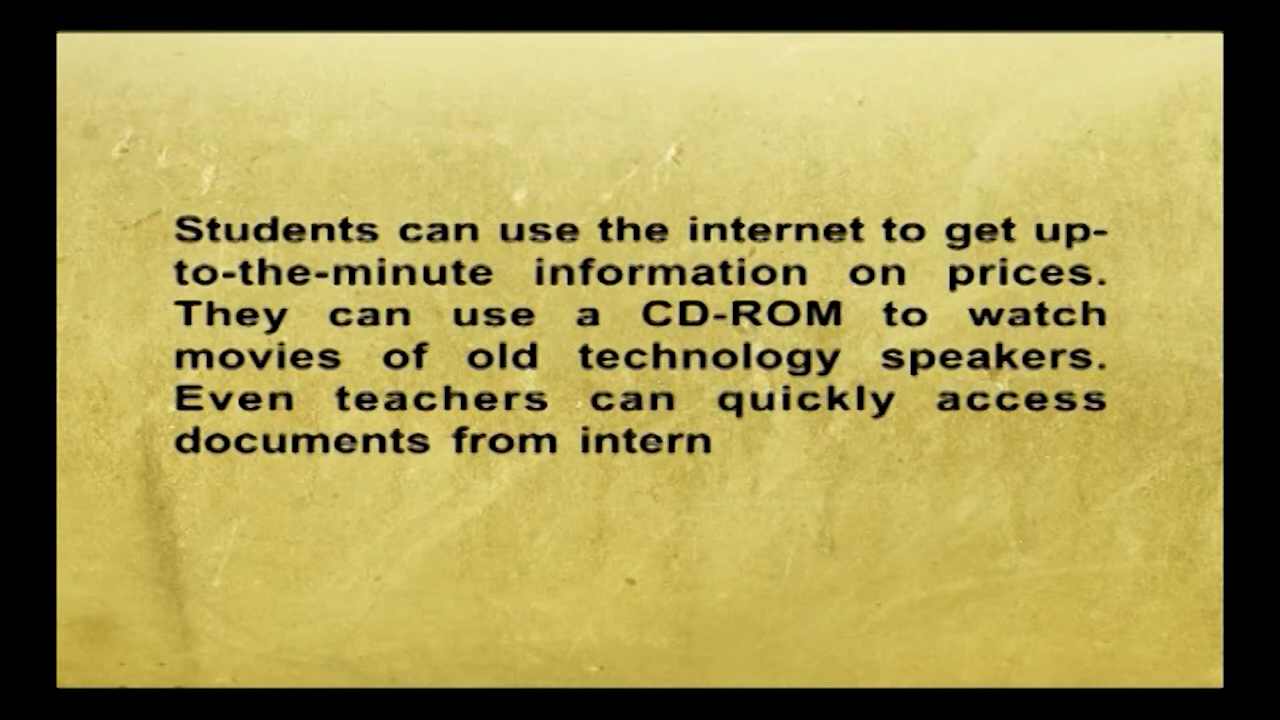 Students can use the internet to get up-
to-the-minute information on prices.
They can use a CD-ROM to watch
movies of old technology speakers.
Even teachers can quickly access
documents from intern